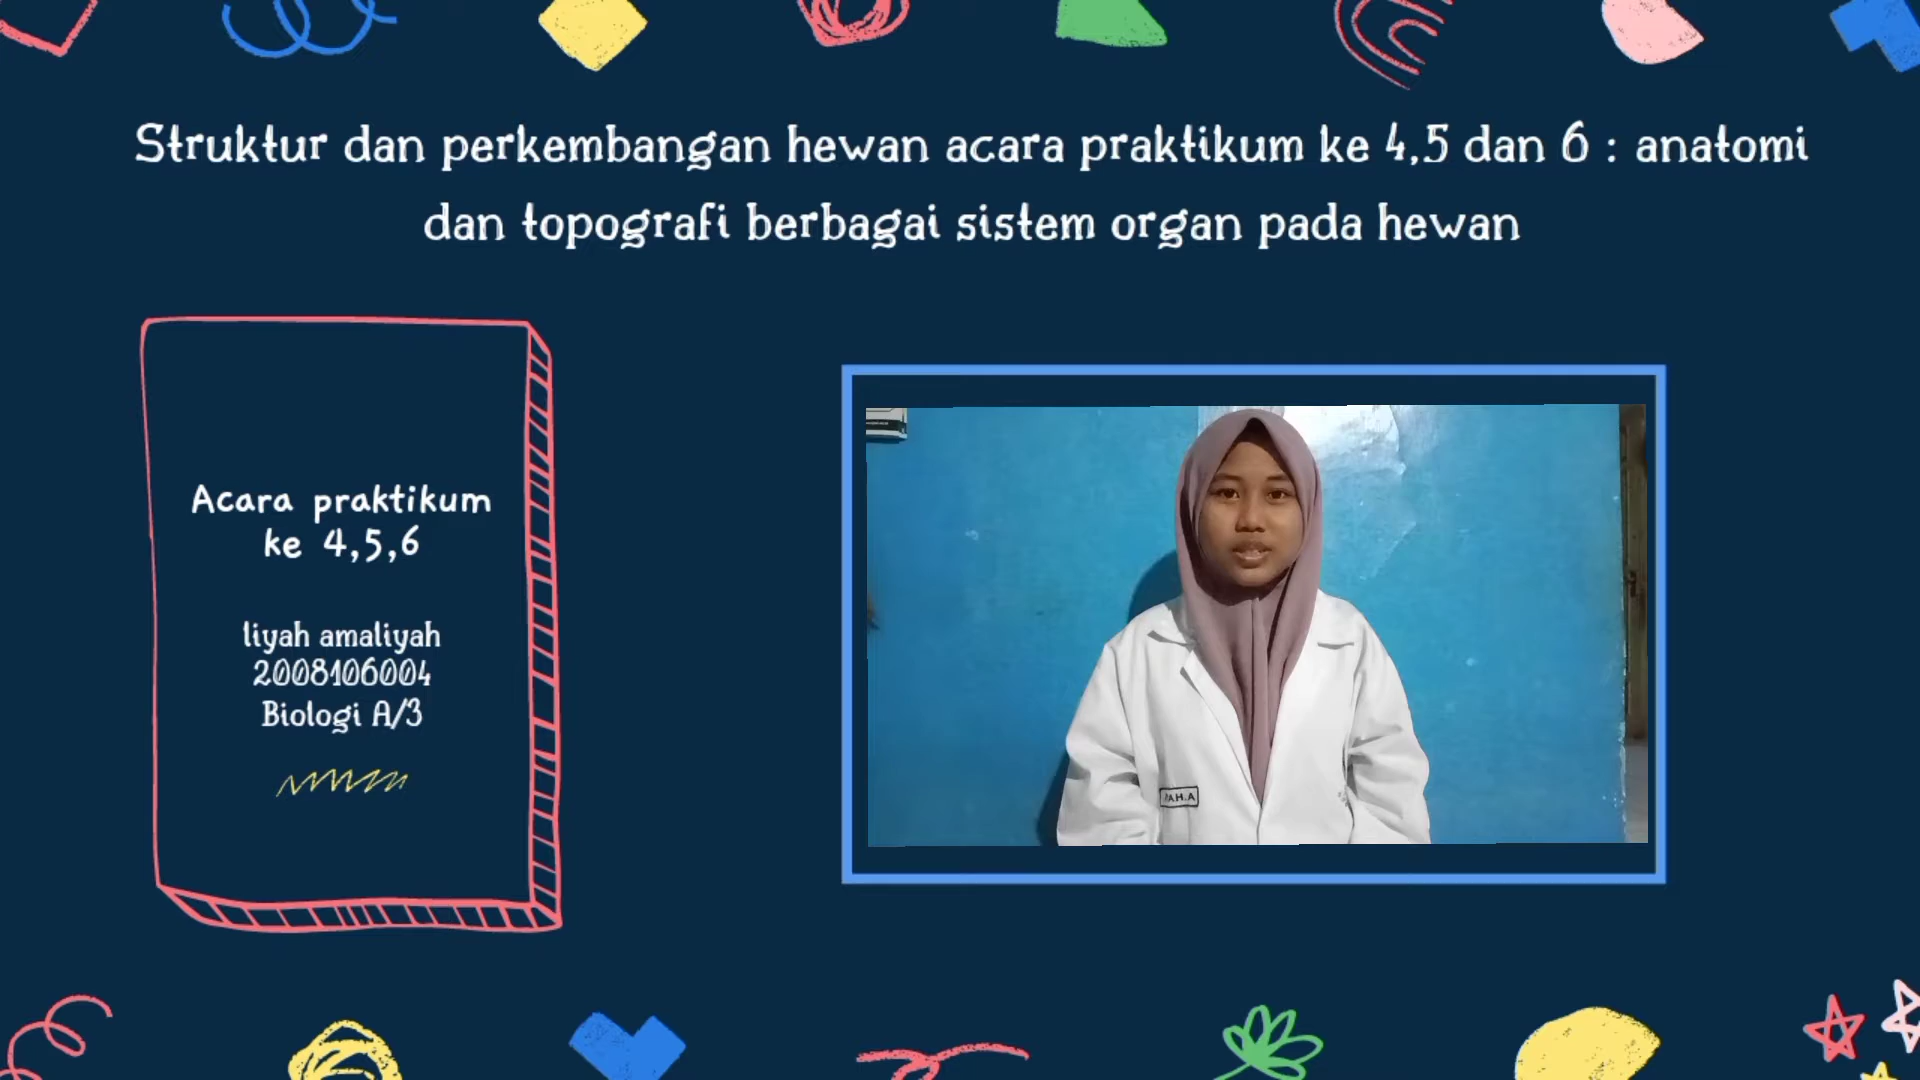 Struktur dan perkembangan hewan acara praktikum ke 4,5 dan 6 : anatomi
dan topografi berbagai sistem organ pada hewan
Acara praktikum
ke 4,5,6
liyah amaliyah
2008106004
Biologi A/3
AH.A